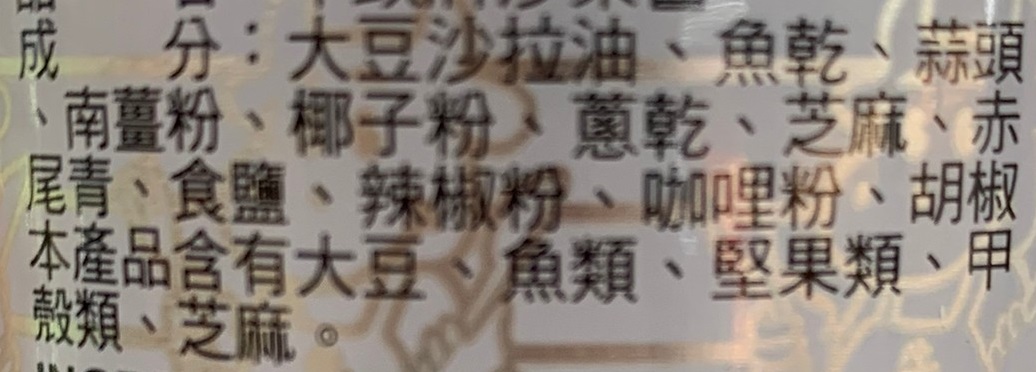 成　　分：大豆沙拉油、魚乾、蒜頭
、南薑粉、椰子粉、蔥乾、芝麻、赤
尾青、食鹽、辣椒粉、咖哩粉、胡椒
本產品含有大豆、魚類、堅果類、甲
殼類、芝麻。